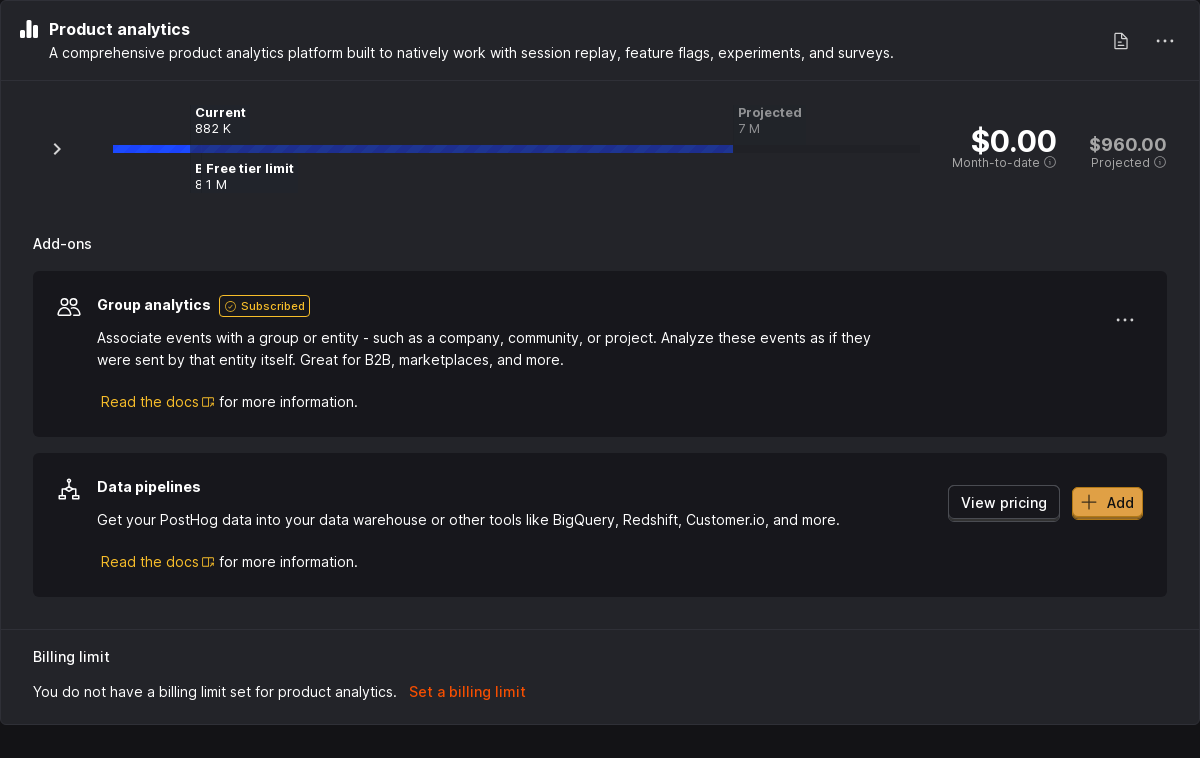 Product analytics
A comprehensive product analytics platform built to natively work with session replay, feature flags, experiments, and surveys.
Current
882 K
Projected
7 M
Free tier limit
1 M
$0.00
Month-to-date
$960.00
Projected
Add-ons
Group analytics Subscribed
Associate events with a group or entity - such as a company, community, or project. Analyze these events as if they
were sent by that entity itself. Great for B2B, marketplaces, and more.
Read the docs for more information.
Data pipelines
Get your PostHog data into your data warehouse or other tools like BigQuery, Redshift, Customer.io, and more.
View pricing
Add
Read the docs for more information.
Billing limit
You do not have a billing limit set for product analytics. Set a billing limit